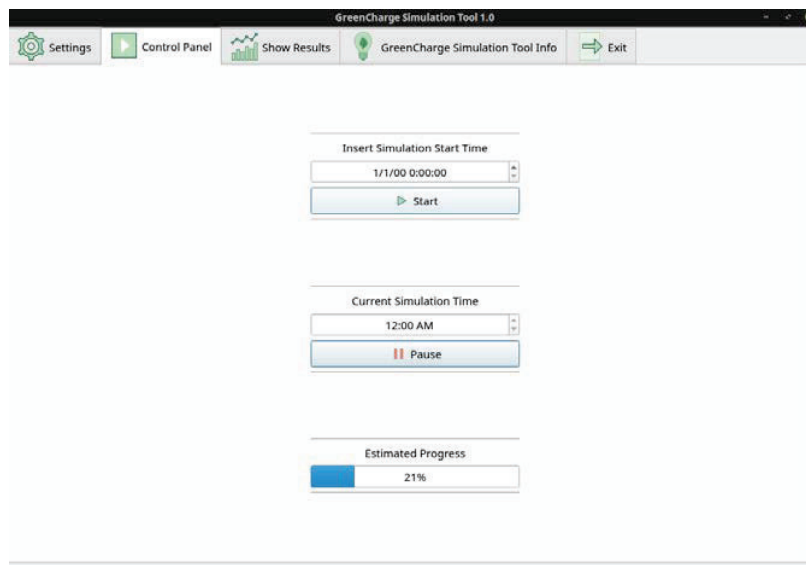 GreenCharge Simulation Tool 1.0
Settings Control Panel Show Results GreenCharge Simulation Tool Info Exit
Insert Simulation Start Time
1/1/00 0:00:00
Start
Current Simulation Time
12:00 AM
Pause
Estimated Progress
21%